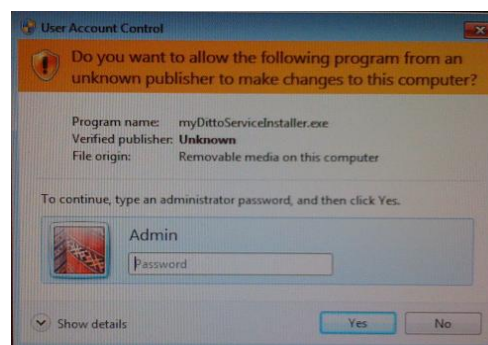 User Account Control
Do you want to allow the following program from an
unknown publisher to make changes to this computer?
Program name: myDittoServiceInstaller.exe
Verified publisher: Unknown
File origin: Removable media on this computer
To continue, type an administrator password, and then click Yes.
Admin
Password
Show details
Yes No